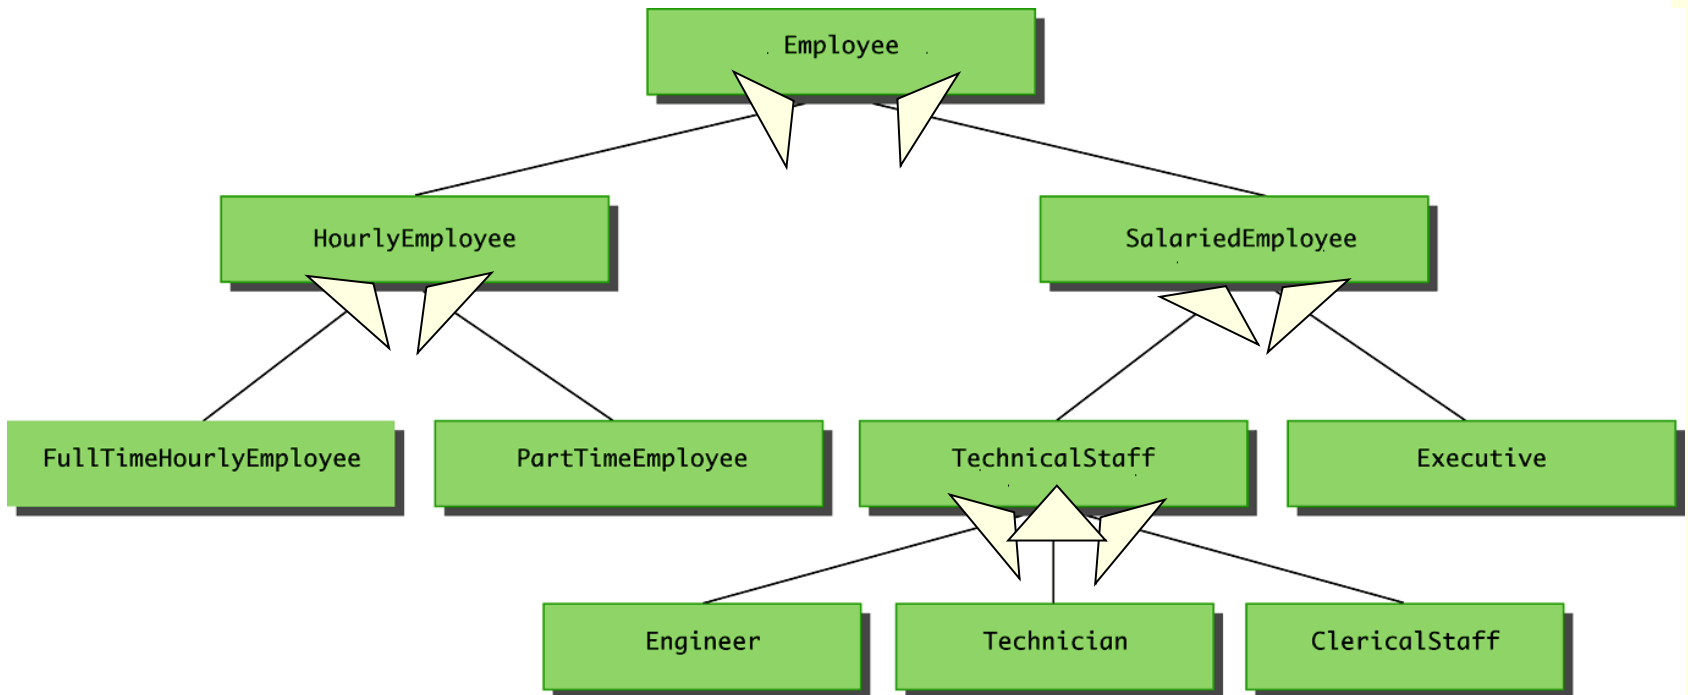 Employee
HourlyEmployee
SalariedEmployee
FullTimeHourlyEmployee
PartTimeEmployee
TechnicalStaff
Executive
Engineer
Technician
ClericalStaff